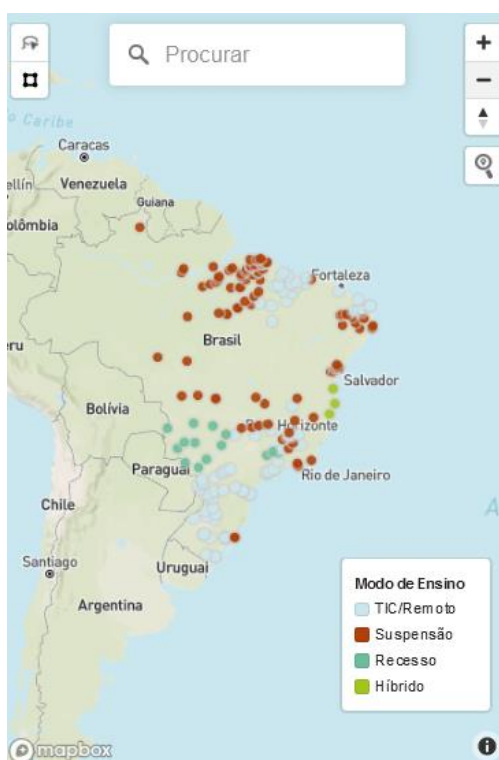 Procurar
Caribe
Caracas
Venezuela
Guiana
Brasil
Fortaleza
Salvador
Bolívia
Horizonte
Paraguai
Rio de Janeiro
Chile
Santiago
Uruguai
Argentina
Modo de Ensino
TIC/Remoto
Suspensão
Recesso
Híbrido
mapbox